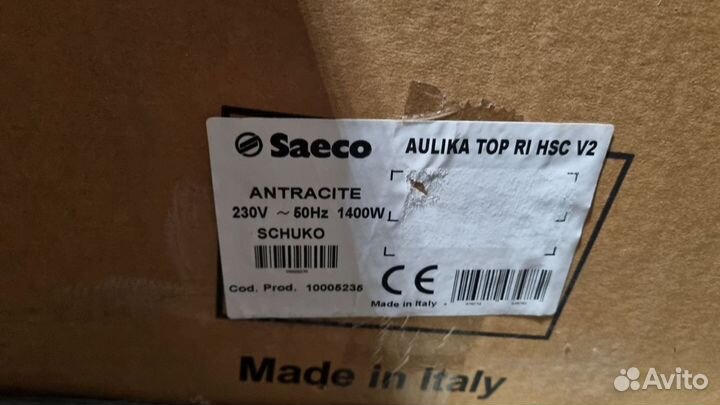 Saeco
AULIKA TOP RI HSC V2
ANTRACITE
230V ~ 50Hz 1400W
SCHUKO
Cod. Prod. 10005235
CE
Made in Italy
Made in Italy
Avito